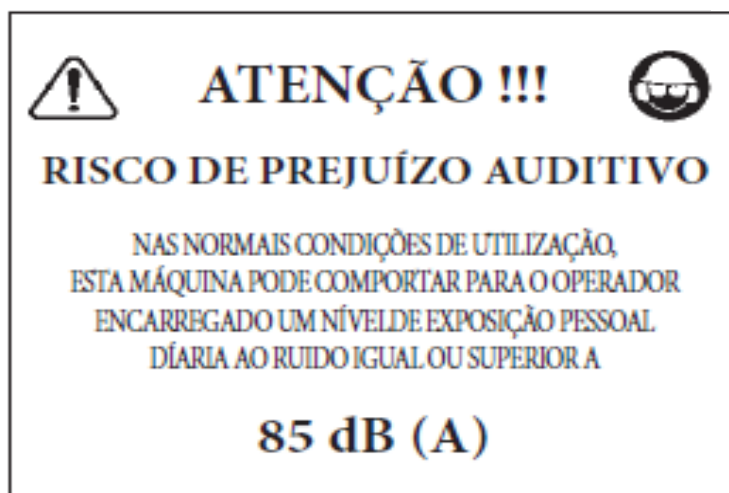 ATENÇÃO !!!
RISCO DE PREJUÍZO AUDITIVO
NAS NORMAIS CONDIÇÕES DE UTILIZAÇÃO,
ESTA MÁQUINA PODE COMPORTAR PARA O OPERADOR
ENCARREGADO UM NÍVELDE EXPOSIÇÃO PESSOAL
DÍARIA AO RUIDO IGUAL OU SUPERIOR A
85 dB (A)